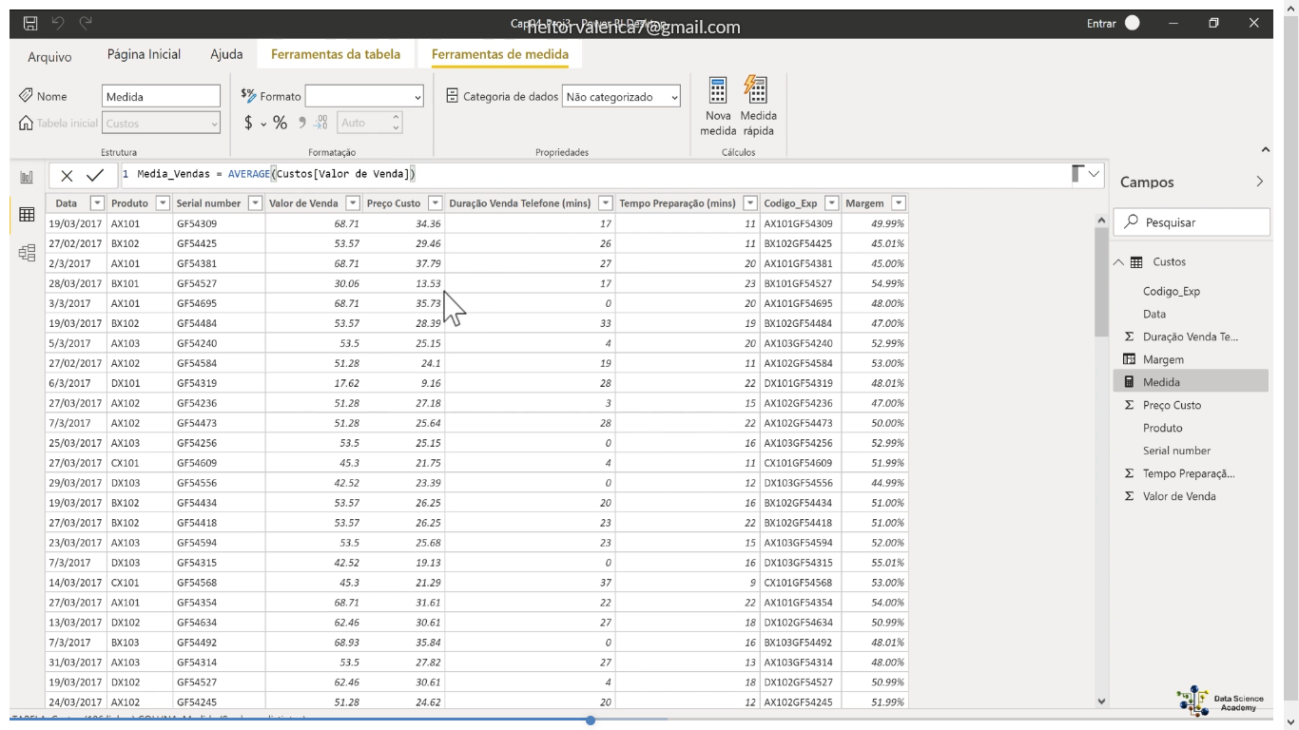 heitorvalenca7@gmail.com
Entrar
Arquivo Página Inicial Ajuda Ferramentas da tabela Ferramentas de medida
Nome Medida Formato Categoria de dados Não categorizado
Tabela inicial Custos $ % Auto
Nova medida Medida rápida
Estrutura Formatação Propriedades Cálculos
1 Media_Vendas = AVERAGE(Custos[Valor de Venda])
Data Produto Serial number Valor de Venda Preço Custo Duração Venda Telefone (mins) Tempo Preparação (mins) Codigo_Exp Margem
19/03/2017 AX101 GF54309 68.71 34.36 17 11 AX101GF54309 49.99%
27/02/2017 BX102 GF54425 53.57 29.46 26 11 BX102GF54425 45.01%
2/3/2017 AX101 GF54381 68.71 37.79 27 20 AX101GF54381 45.00%
28/03/2017 BX101 GF54527 30.06 13.53 17 23 BX101GF54527 54.99%
3/3/2017 AX101 GF54695 68.71 35.73 0 20 AX101GF54695 48.00%
19/03/2017 BX102 GF54484 53.57 28.39 33 19 BX102GF54484 47.00%
5/3/2017 AX103 GF54240 53.5 25.15 4 20 AX103GF54240 52.99%
27/02/2017 AX102 GF54584 51.28 24.1 19 11 AX102GF54584 53.00%
6/3/2017 DX101 GF54319 17.62 9.16 28 22 DX101GF54319 48.01%
27/03/2017 AX102 GF54236 51.28 27.18 3 15 AX102GF54236 47.00%
7/3/2017 AX102 GF54473 51.28 25.64 28 22 AX102GF54473 50.00%
25/03/2017 AX103 GF54256 53.5 25.15 0 16 AX103GF54256 52.99%
27/03/2017 CX101 GF54609 45.3 21.75 4 11 CX101GF54609 51.99%
29/03/2017 DX103 GF54556 42.52 23.39 0 12 DX103GF54556 44.99%
19/03/2017 BX102 GF54434 53.57 26.25 20 16 BX102GF54434 51.00%
27/03/2017 BX102 GF54418 53.57 26.25 23 22 BX102GF54418 51.00%
23/03/2017 AX103 GF54594 53.5 25.68 23 15 AX103GF54594 52.00%
7/3/2017 DX103 GF54315 42.52 19.13 0 16 DX103GF54315 55.01%
14/03/2017 CX101 GF54568 45.3 21.29 37 9 CX101GF54568 53.00%
27/03/2017 AX101 GF54354 68.71 31.61 22 22 AX101GF54354 54.00%
13/03/2017 DX102 GF54634 62.46 30.61 27 18 DX102GF54634 50.99%
7/3/2017 BX103 GF54492 68.93 35.84 0 16 BX103GF54492 48.01%
31/03/2017 AX103 GF54314 53.5 27.82 27 13 AX103GF54314 48.00%
19/03/2017 DX102 GF54527 62.46 30.61 4 18 DX102GF54527 50.99%
24/03/2017 AX102 GF54245 51.28 24.62 20 12 AX102GF54245 51.99%
Campos
Pesquisar
Custos
Codigo_Exp
Data
Duração Venda Te...
Margem
Medida
Preço Custo
Produto
Serial number
Tempo Preparaçã...
Valor de Venda
Data Science
Academy